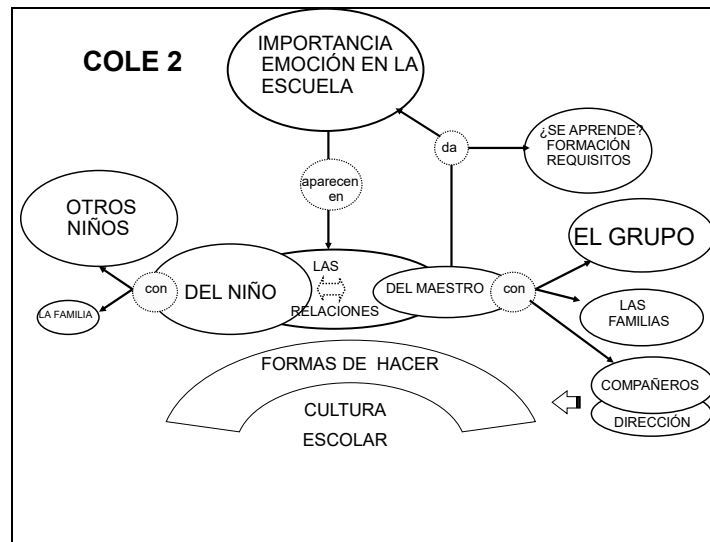 COLE 2
IMPORTANCIA
EMOCIÓN EN LA
ESCUELA
da
¿SE APRENDE?
FORMACIÓN
REQUISITOS
aparecen
en
OTROS
NIÑOS
LA FAMILIA
con
DEL NIÑO
LAS
RELACIONES
DEL MAESTRO
con
EL GRUPO
LAS
FAMILIAS
COMPAÑEROS
DIRECCIÓN
FORMAS DE HACER
CULTURA
ESCOLAR